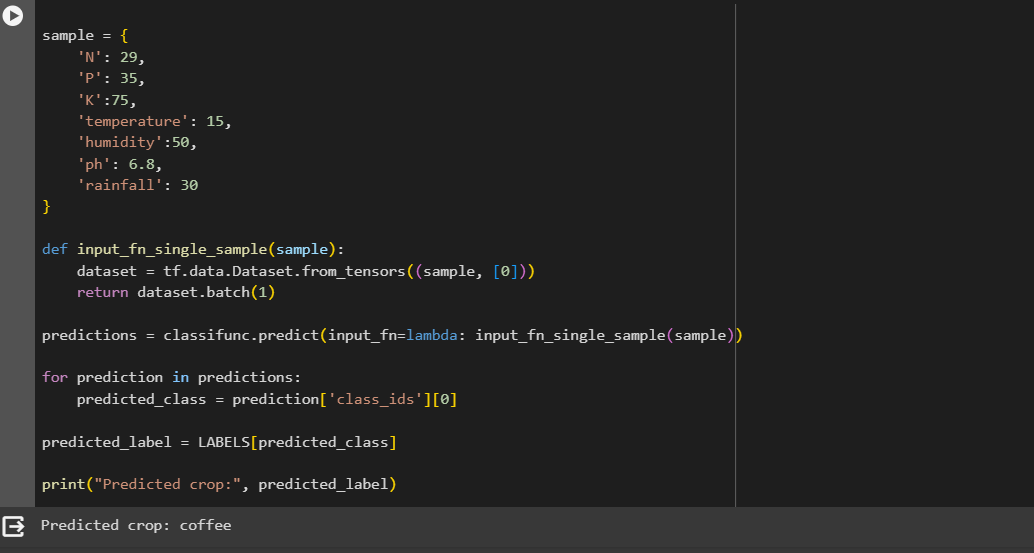 sample = {
    'N': 29,
    'P': 35,
    'K':75,
    'temperature': 15,
    'humidity':50,
    'ph': 6.8,
    'rainfall': 30
}
def input_fn_single_sample(sample):
    dataset = tf.data.Dataset.from_tensors((sample, [0]))
    return dataset.batch(1)
predictions = classifunc.predict(input_fn=lambda: input_fn_single_sample(sample))
for prediction in predictions:
    predicted_class = prediction['class_ids'][0]
predicted_label = LABELS[predicted_class]
print("Predicted crop:", predicted_label)
Predicted crop: coffee